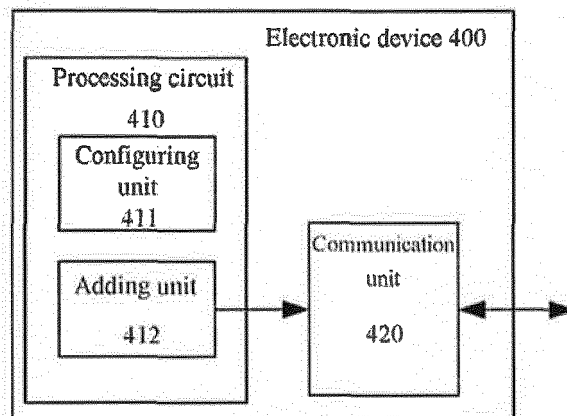 Electronic device 400
Processing circuit
410
Configuring
unit
411
Adding unit
412
Communication
unit
420